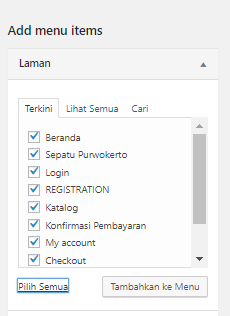 Add menu items
Laman
Terkini Lihat Semua Cari
Beranda
Sepatu Purwokerto
Login
REGISTRATION
Katalog
Konfirmasi Pembayaran
My account
Checkout
Pilih Semua Tambahkan ke Menu